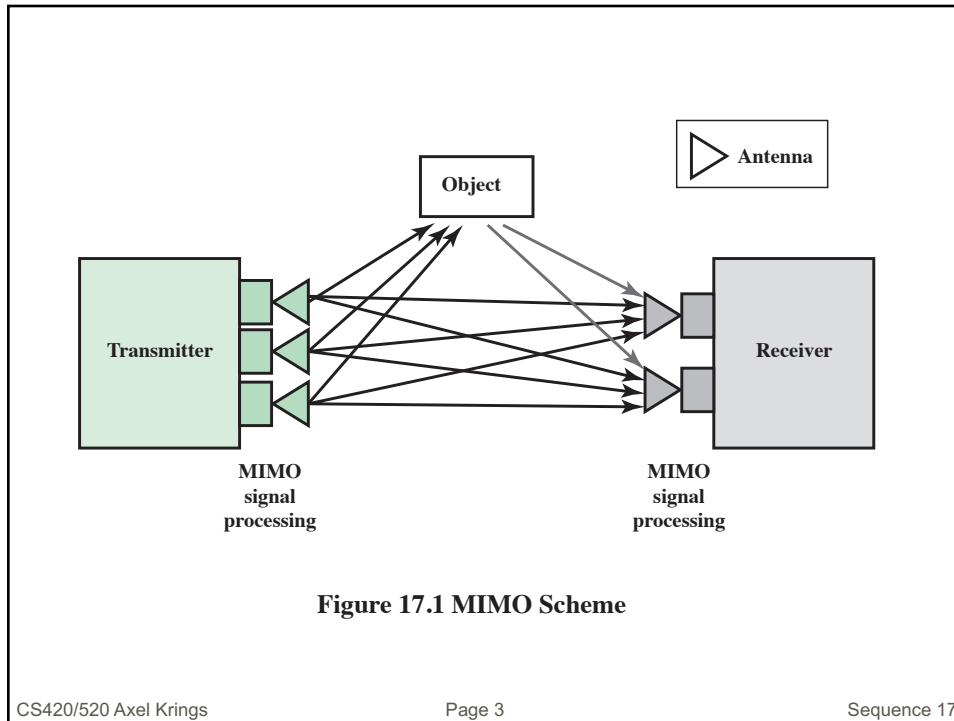 Antenna
Object
Transmitter
Receiver
MIMO
signal
processing
MIMO
signal
processing
Figure 17.1 MIMO Scheme
CS420/520 Axel Krings
Page 3
Sequence 17